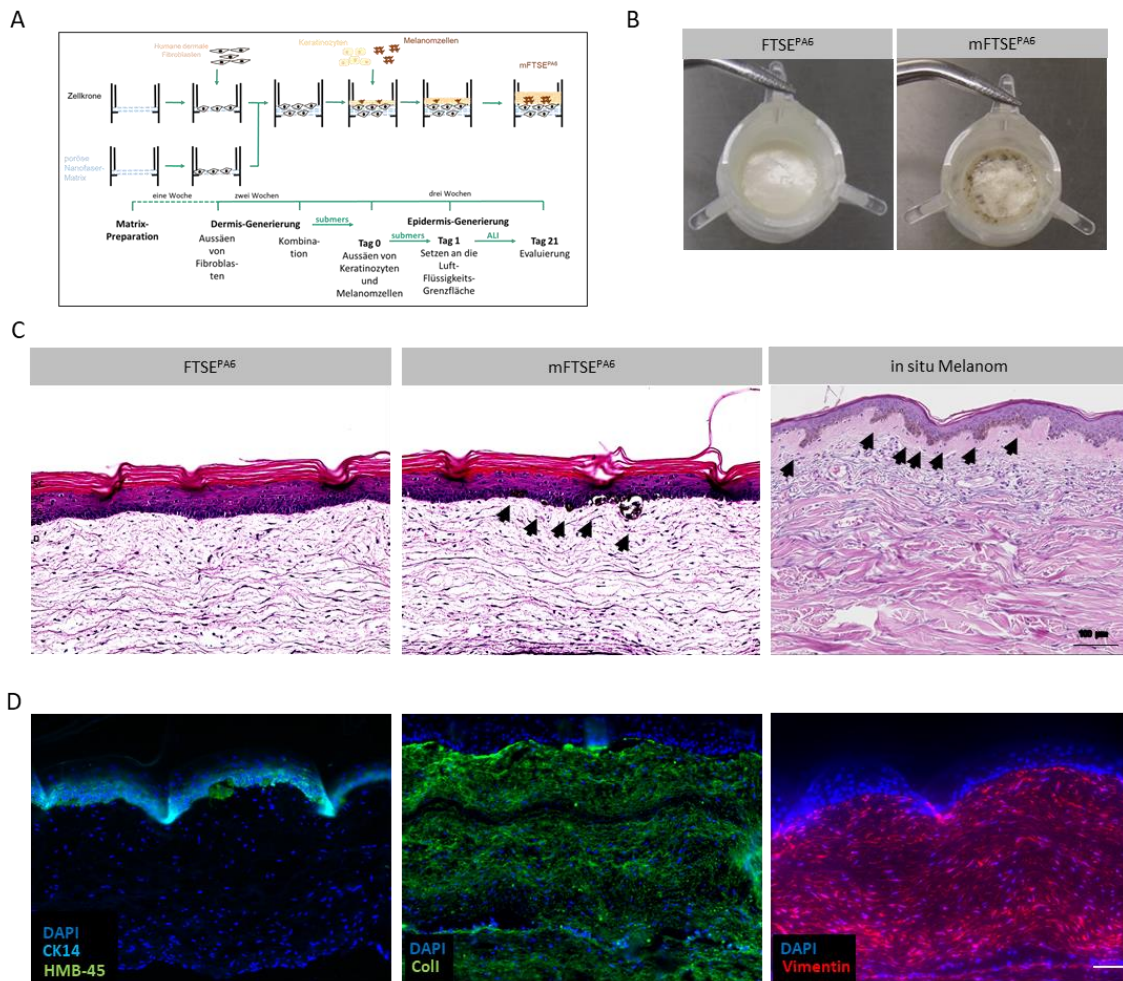 A
Humane dermale
Fibroblasten
Keratinozyten
Melanomzellen
mFTSE^PA6
Zellkrone
poröse
Nanofaser-
Matrix
eine Woche
zwei Wochen
drei Wochen
Matrix-
Preparation
Dermis-Generierung
submers
Epidermis-Generierung
Aussäen
von
Fibroblas-
ten
Kombina-
tion
Tag 0
Aussäen von
Keratinozyten
und
Melanomzellen
submers
Tag 1
Setzen an die
Luft-
Flüssigkeits-
Grenzfläche
ALI
Tag 21
Evaluierung
B
FTSE^PA6
mFTSE^PA6
C
FTSE^PA6
mFTSE^PA6
in situ Melanom
100 µm
D
DAPI
CK14
HMB-45
DAPI
ColI
DAPI
Vimentin